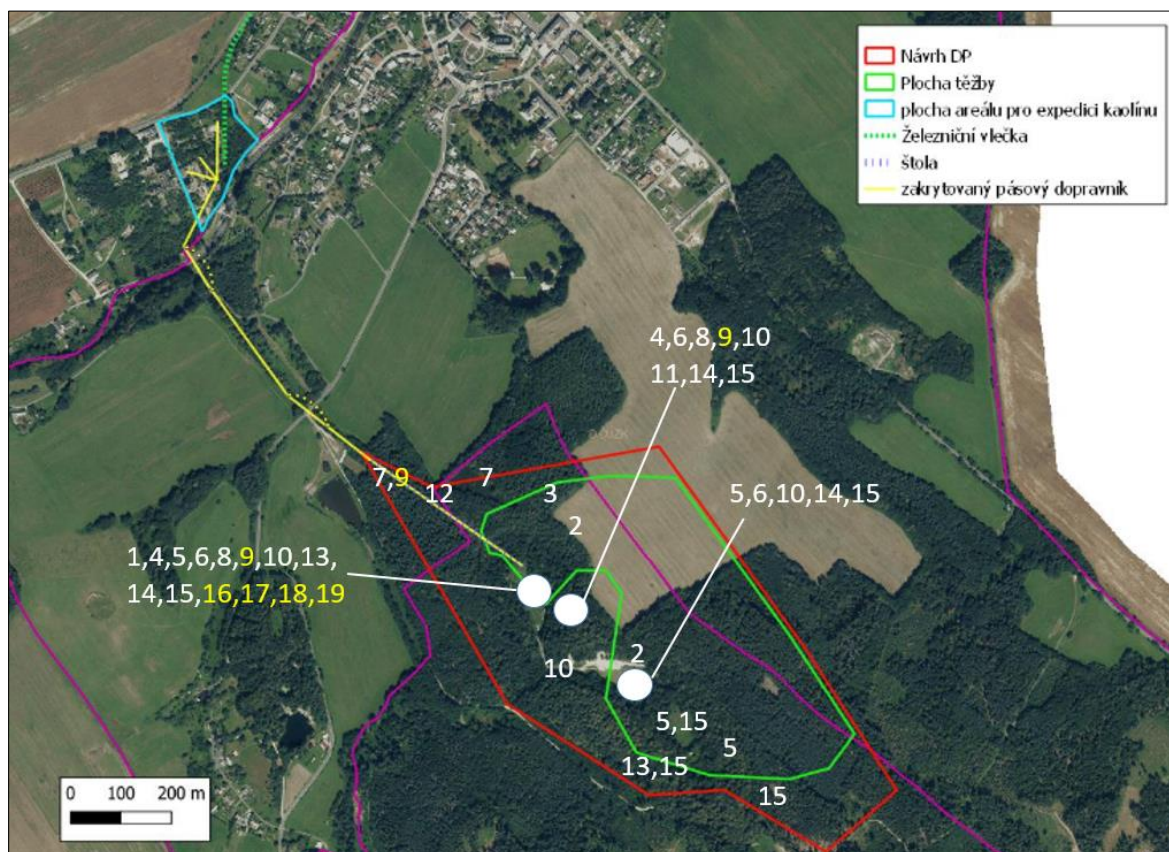 Návrh DP
Plocha těžby
plocha areálu pro expedici kaolínu
Železniční vlečka
štola
zakrytovaný pásový dopravník
4,6,8,9,10
11,14,15
7,9
12
7
3
2
5,6,10,14,15
1,4,5,6,8,9,10,13,
14,15,16,17,18,19
10
2
5,15
5
13,15
15
0 100 200 m